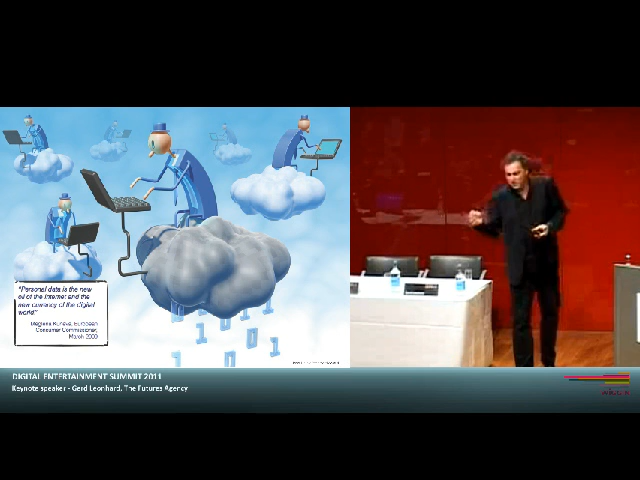 "Personal data is the new
oil of the internet and the
new currency of the digital
world"
Meglena Kuneva, European
Consumer Commissioner,
March 2009
DIGITAL ENTERTAINMENT SUMMIT 2011
Keynote speaker - Gerd Leonhard, The Futures Agency